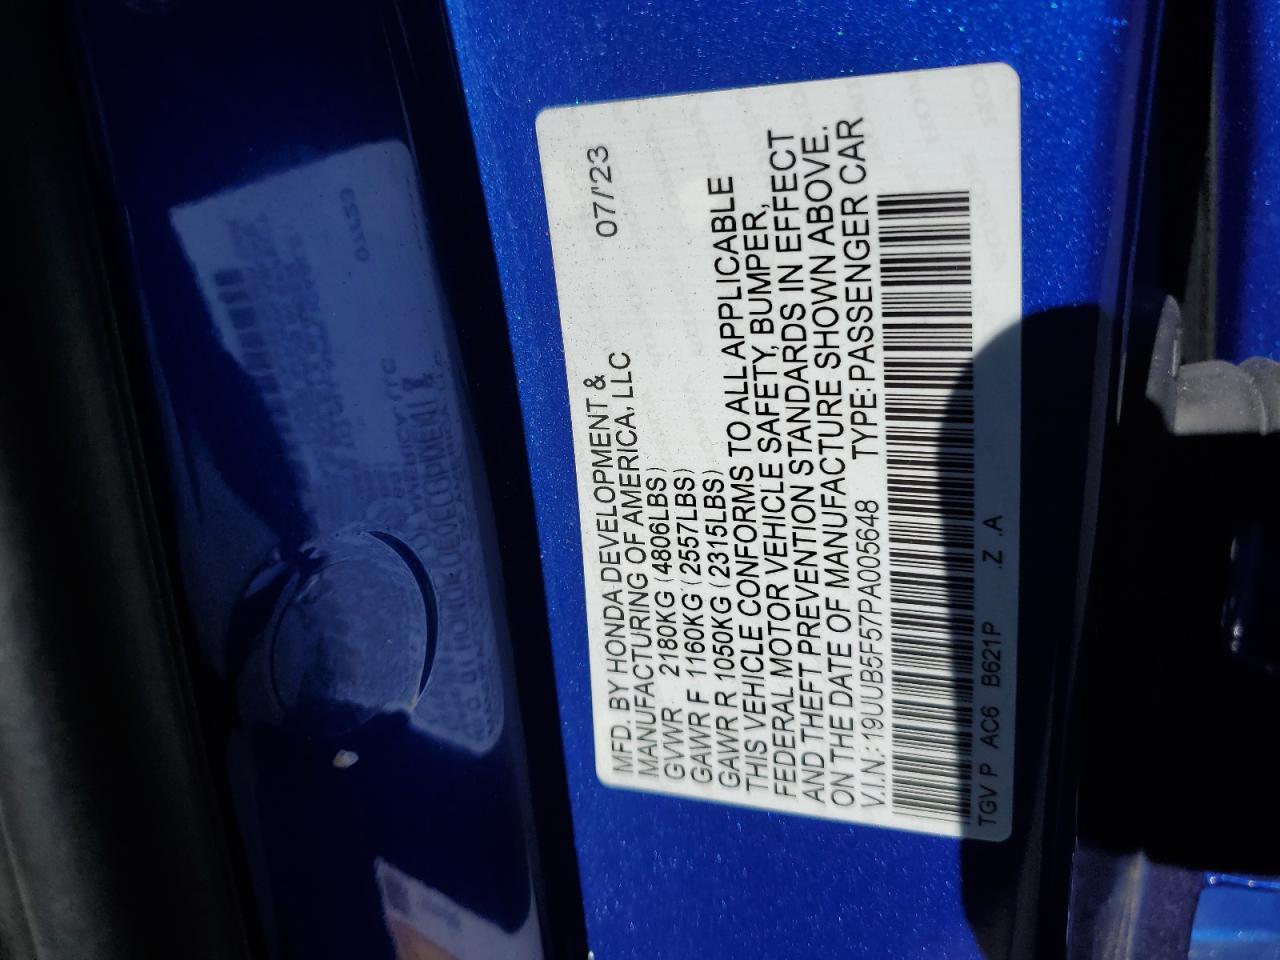 MFD. BY HONDA DEVELOPMENT &
MANUFACTURING OF AMERICA, LLC 07/'23
GVWR 2180KG (4806LBS)
GAWR F 1160KG (2557LBS)
GAWR R 1050KG (2315LBS)
THIS VEHICLE CONFORMS TO ALL APPLICABLE
FEDERAL MOTOR VEHICLE SAFETY, BUMPER,
AND THEFT PREVENTION STANDARDS IN EFFECT
ON THE DATE OF MANUFACTURE SHOWN ABOVE.
V.I.N.: 19UUB5F57PA005648 TYPE: PASSENGER CAR
TGV P AC6 B621P .Z .A